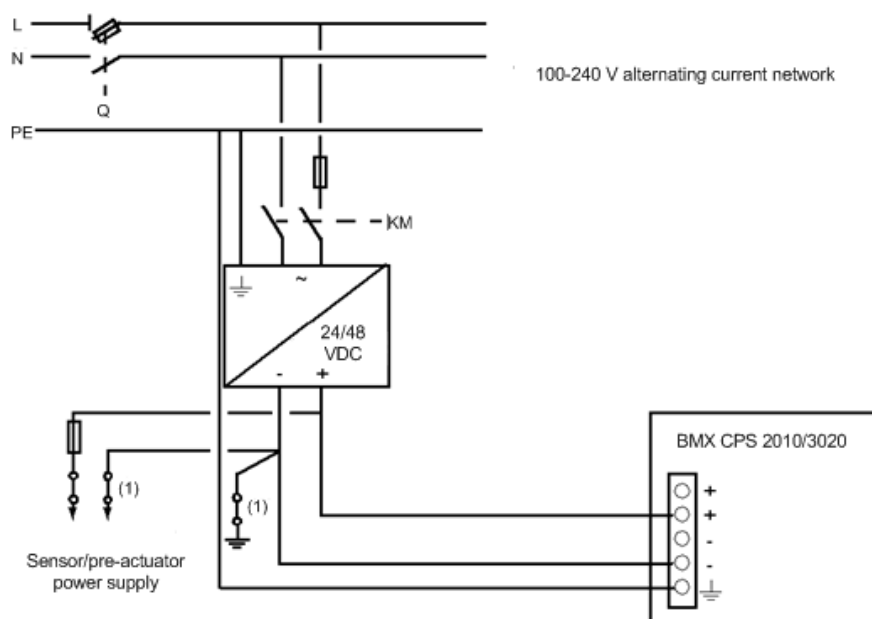 L
N
100-240 V alternating current network
Q
PE
KM
~
24/48
VDC
- +
BMX CPS 2010/3020
+
(1)
(1)
+
-
Sensor/pre-actuator
power supply
-